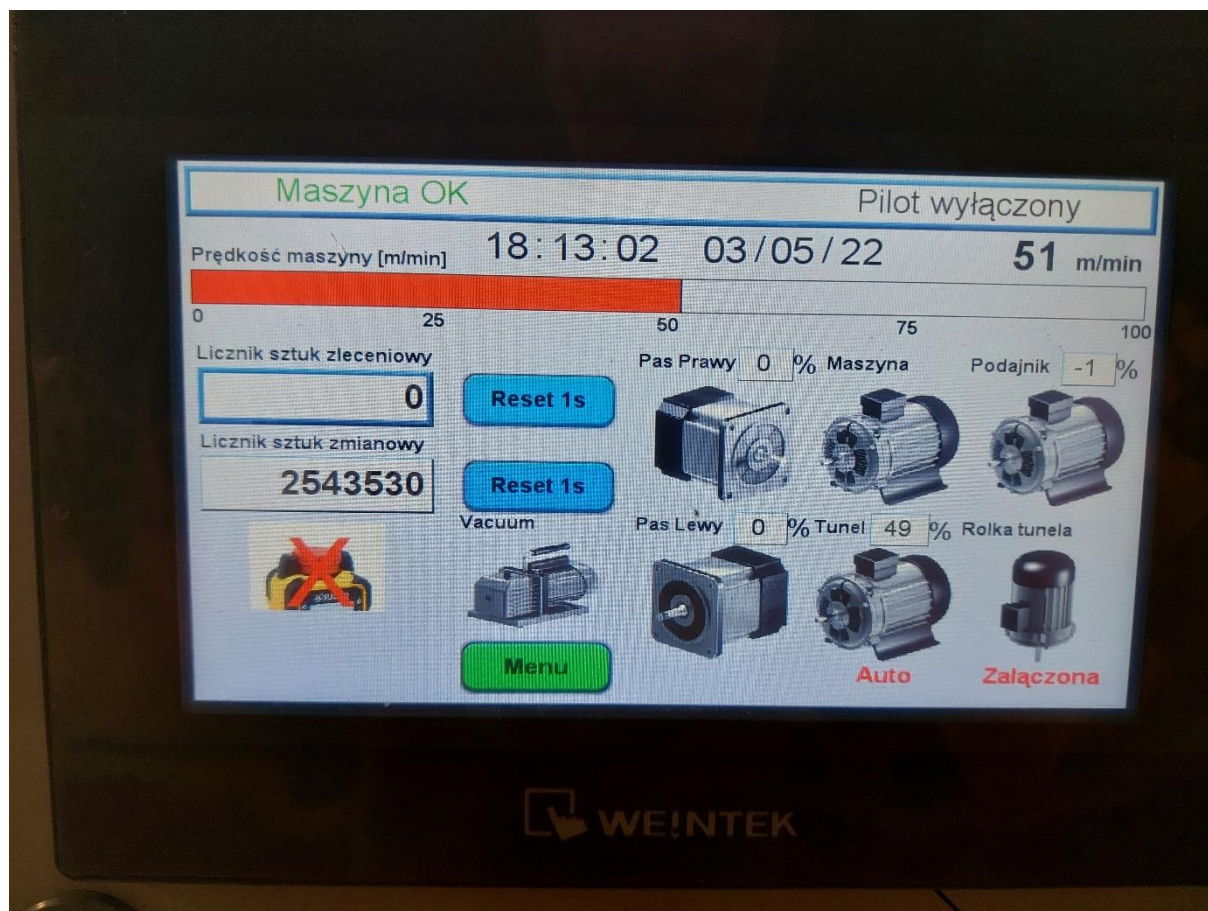 Maszyna OK Pilot wyłączony
Prędkość maszyny [m/min] 18:13:02 03/05/22 51 m/min
0 25 50 75 100
Licznik sztuk zleceniowy Pas Prawy 0 % Maszyna Podajnik -1 %
0 Reset 1s
Licznik sztuk zmianowy
2543530 Reset 1s
Vacuum Pas Lewy 0 % Tunel 49 % Rolka tunela
Menu Auto Załączona
WE!NTEK